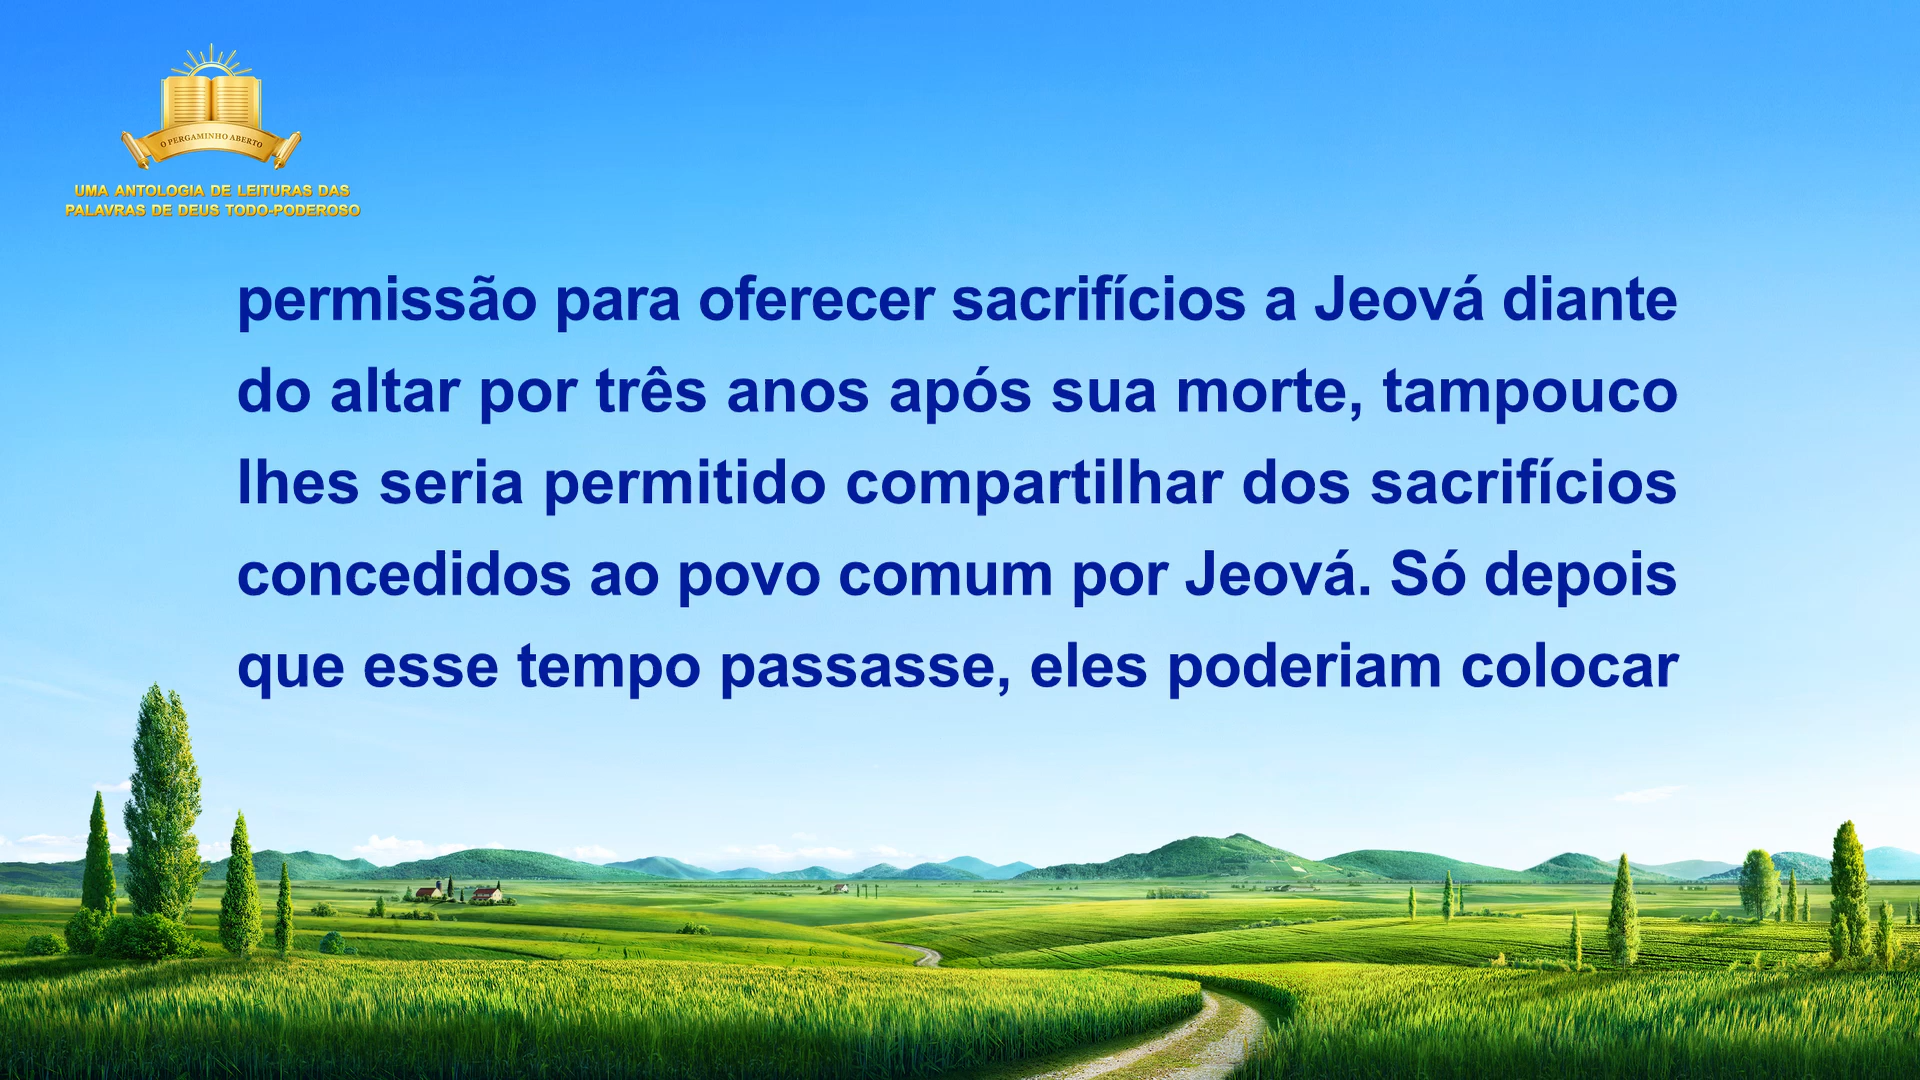 O PERGAMINHO ABERTO
UMA ANTOLOGIA DE LEITURAS DAS
PALAVRAS DE DEUS TODO-PODEROSO
permissão para oferecer sacrifícios a Jeová diante
do altar por três anos após sua morte, tampouco
lhes seria permitido compartilhar dos sacrifícios
concedidos ao povo comum por Jeová. Só depois
que esse tempo passasse, eles poderiam colocar